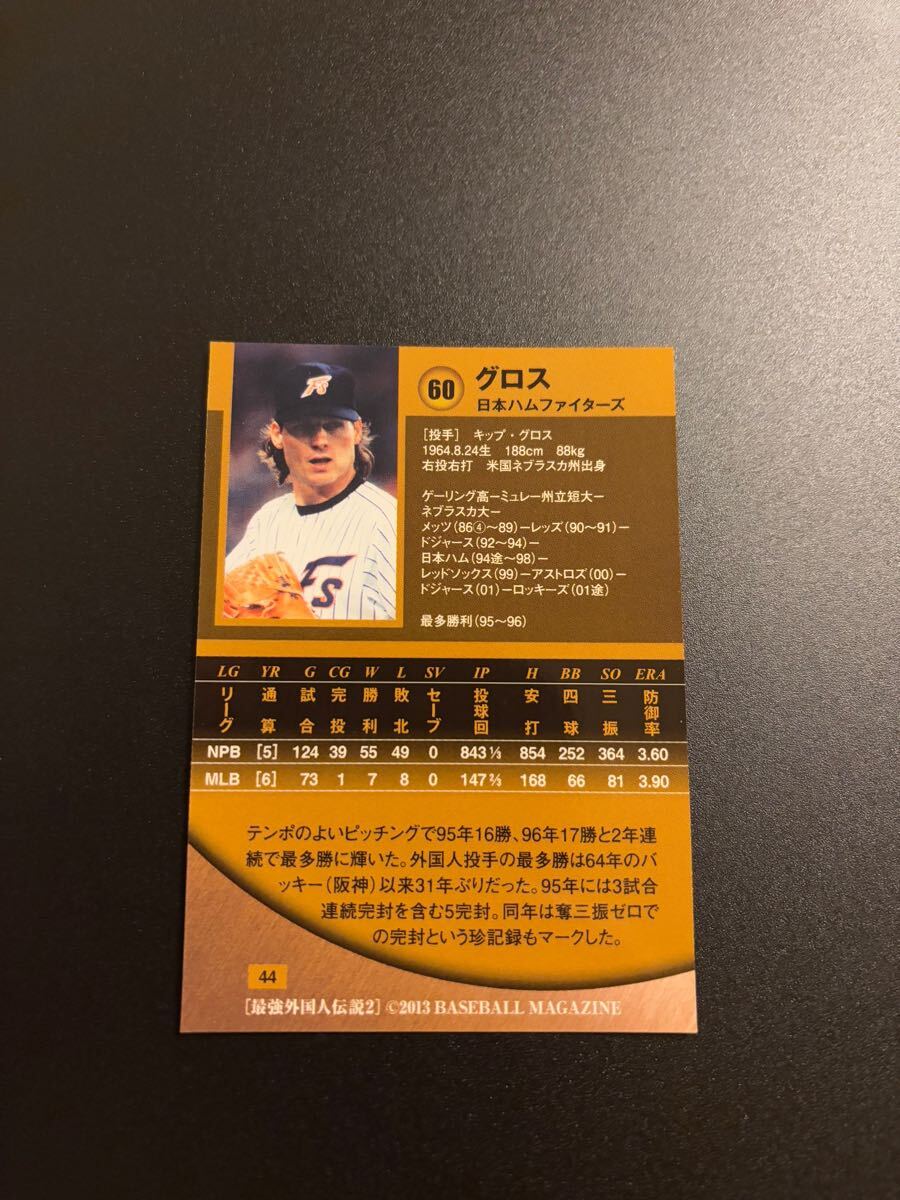 Fs
Fs
60 グロス
日本ハムファイターズ
[投手] キップ・グロス
1964.8.24生 188cm 88kg
右投右打 米国ネブラスカ州出身
ゲーリング高ーミュレー州立短大ー
ネブラスカ大ー
メッツ(86④〜89)ーレッズ(90〜91)ー
ドジャース(92〜94)ー
日本ハム(94途〜98)ー
レッドソックス(99)ーアストロズ(00)ー
ドジャース(01)ーロッキーズ(01途)
最多勝利(95〜96)
LG YR G CG W L SV IP H BB SO ERA
リーグ 通算 試合 完投 勝利 敗北 セーブ 投球回 安打 四球 三振 防御率
NPB [5] 124 39 55 49 0 843 1/3 854 252 364 3.60
MLB [6] 73 1 7 8 0 147 2/3 168 66 81 3.90
テンポのよいピッチングで95年16勝、96年17勝と2年連
続で最多勝に輝いた。外国人投手の最多勝は64年のバ
ッキー(阪神)以来31年ぶりだった。95年には3試合
連続完封を含む5完封。同年は奪三振ゼロで
の完封という珍記録もマークした。
44
[最強外国人伝説2] ©2013 BASEBALL MAGAZINE